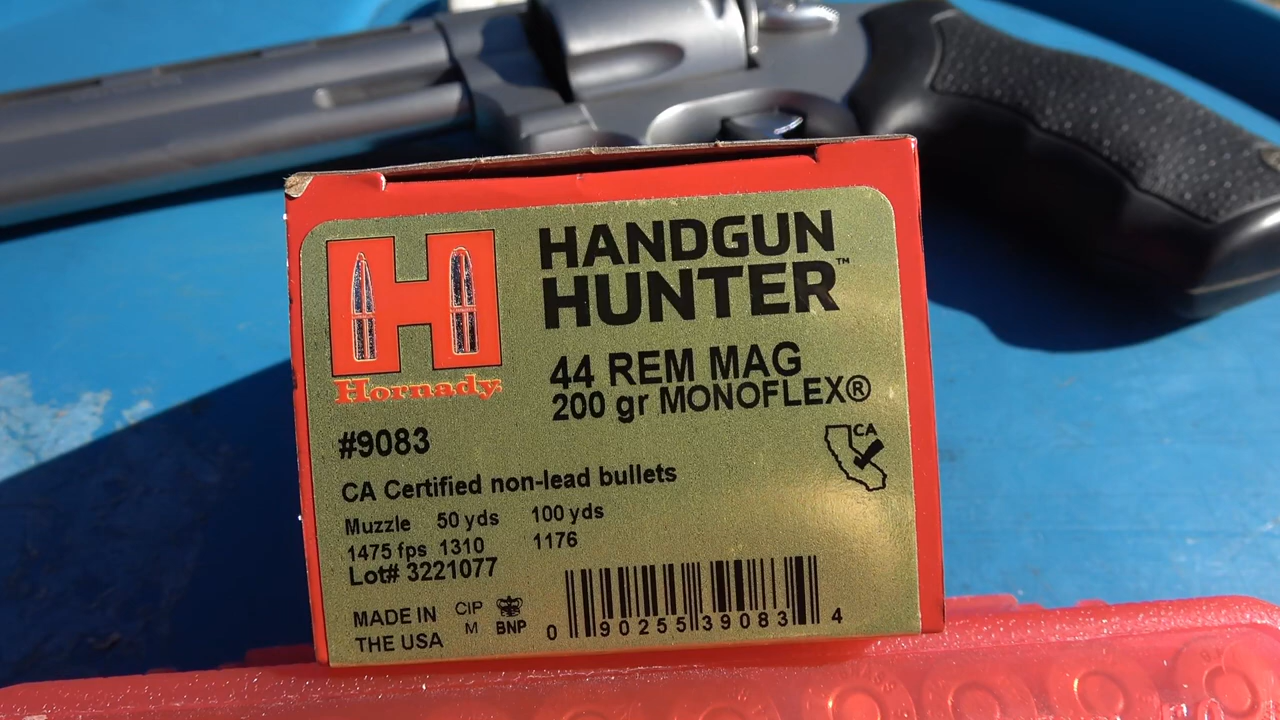 HANDGUN
HUNTER™
44 REM MAG
200 gr MONOFLEX®
Hornady
#9083
CA
CA Certified non-lead bullets
Muzzle 50 yds 100 yds
1475 fps 1310 1176
Lot# 3221077
MADE IN
THE USA
CIP
M
BNP
0 90255 39083 4